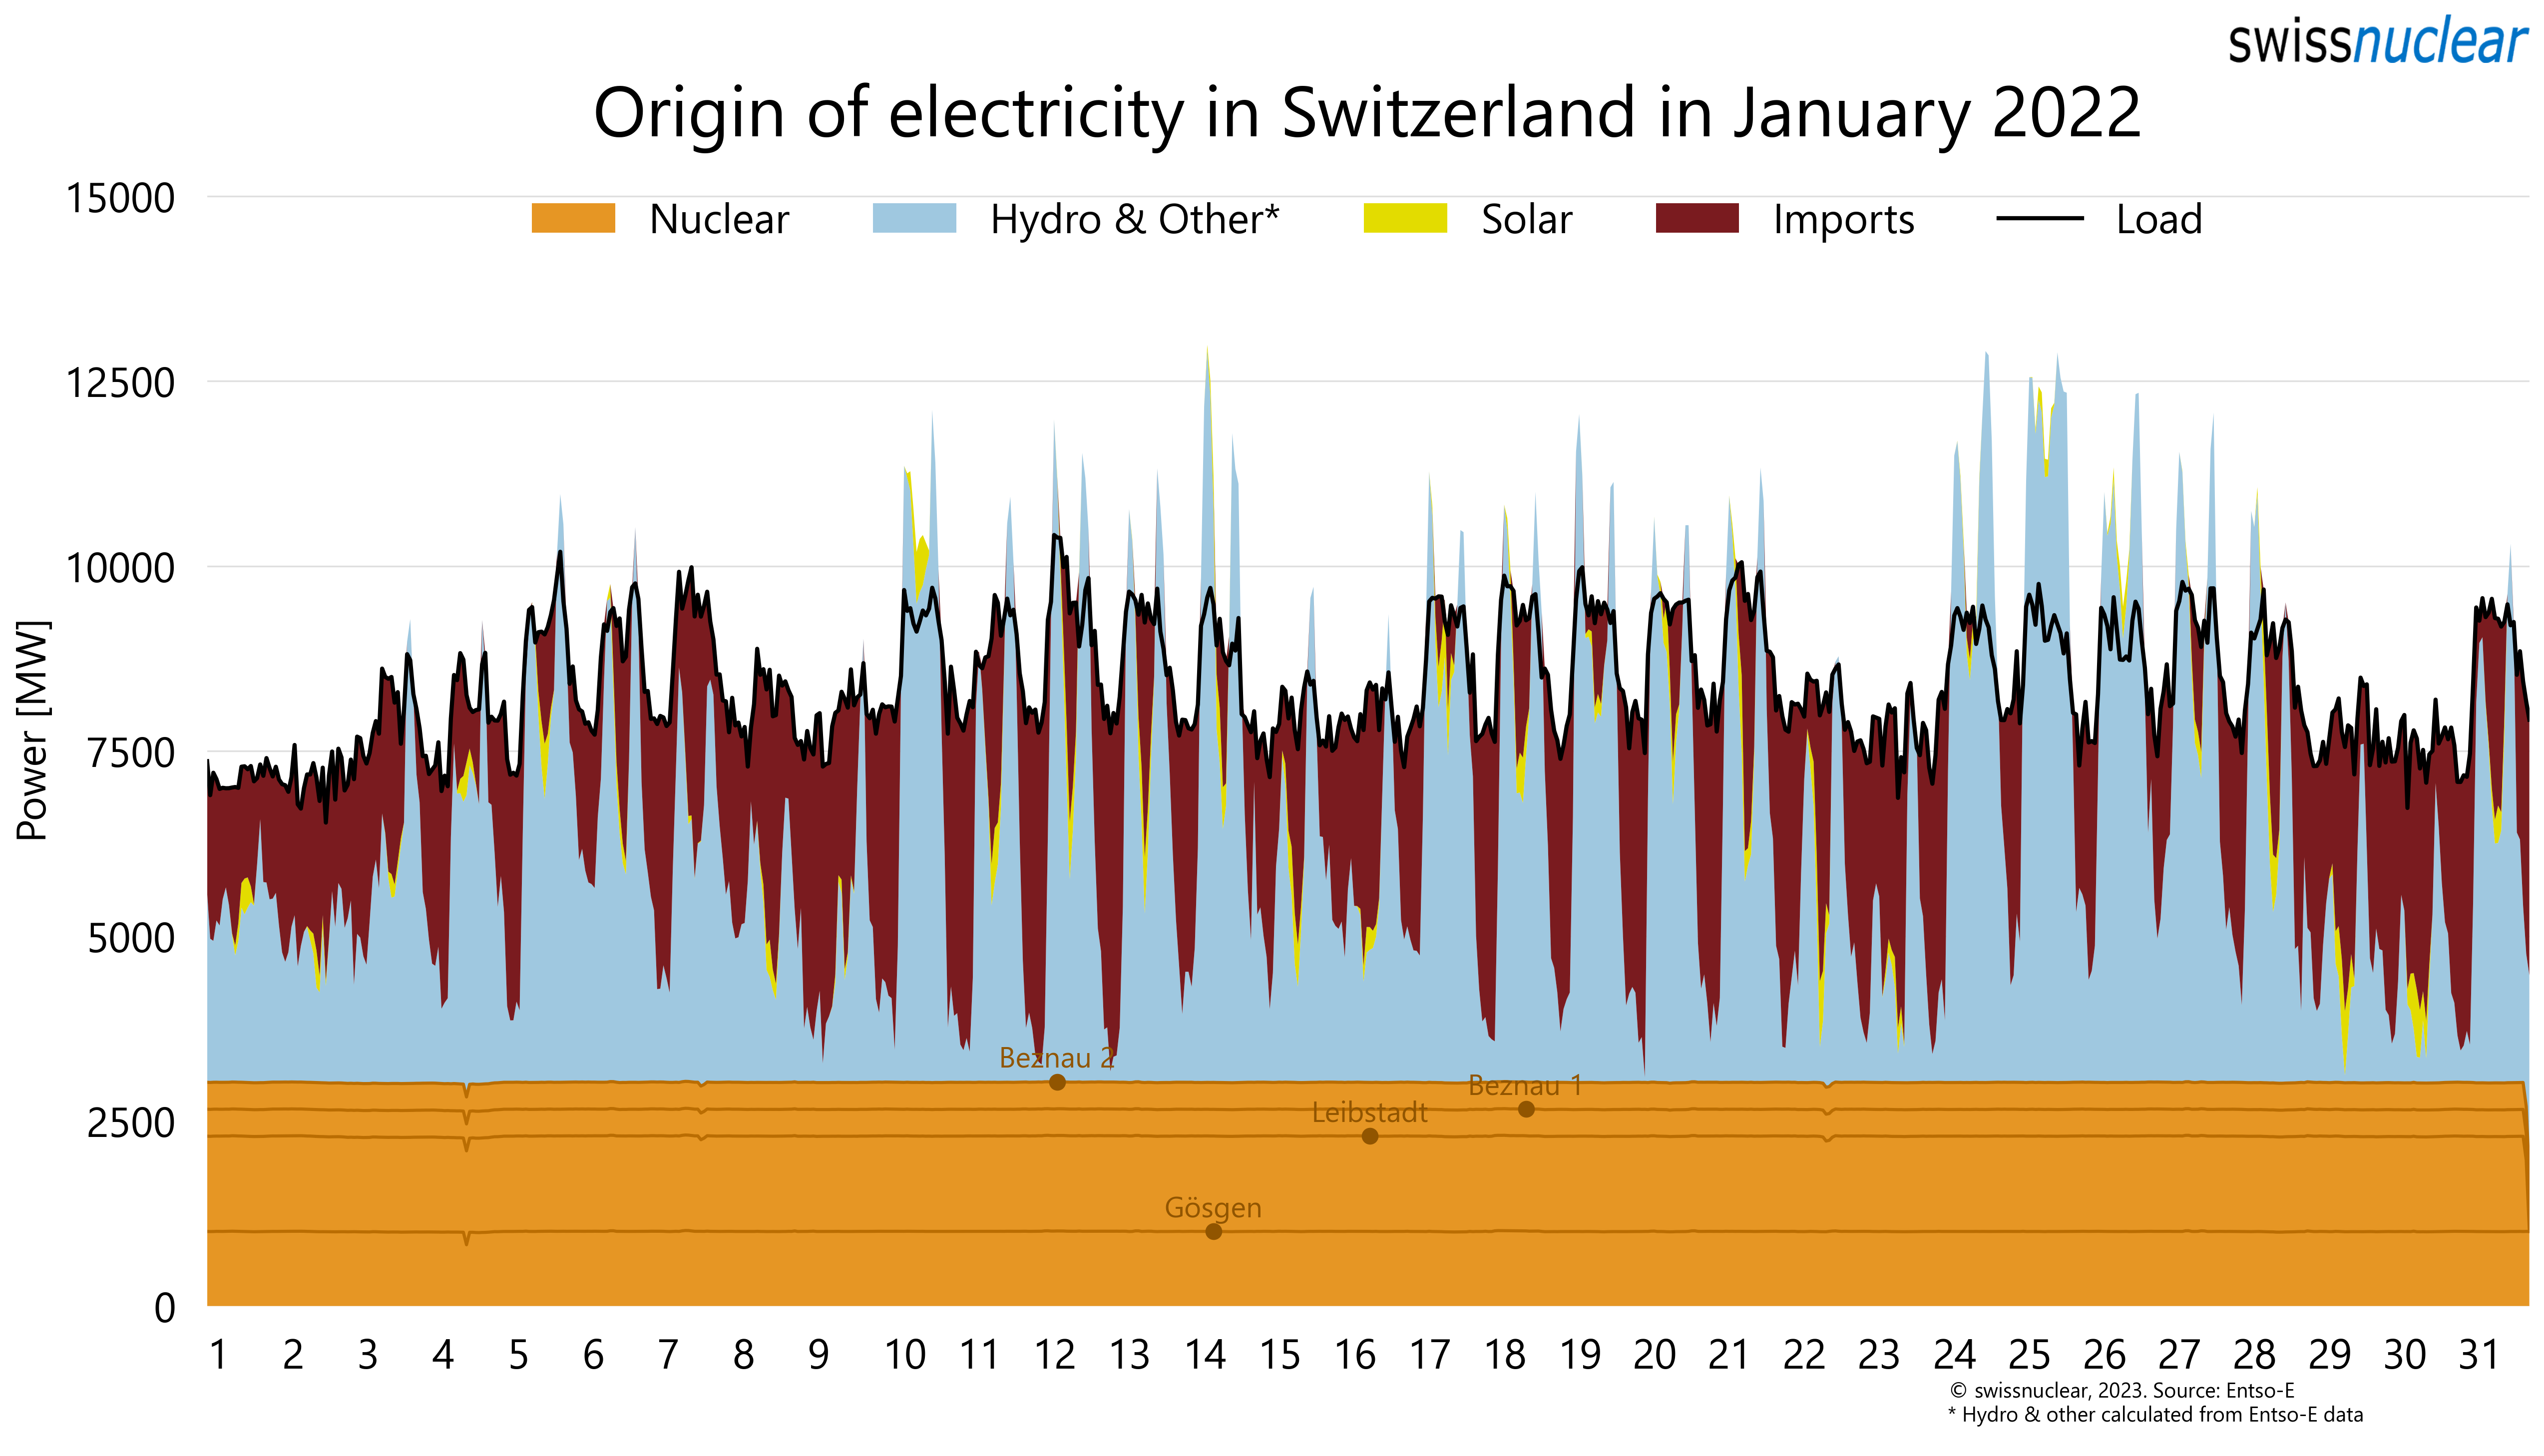 swissnuclear
Origin of electricity in Switzerland in January 2022
15000
Nuclear Hydro & Other* Solar Imports Load
12500
10000
7500
5000
2500
0
Power [MW]
Beznau 2
Beznau 1
Leibstadt
Gösgen
1 2 3 4 5 6 7 8 9 10 11 12 13 14 15 16 17 18 19 20 21 22 23 24 25 26 27 28 29 30 31
© swissnuclear, 2023. Source: Entso-E
* Hydro & other calculated from Entso-E data